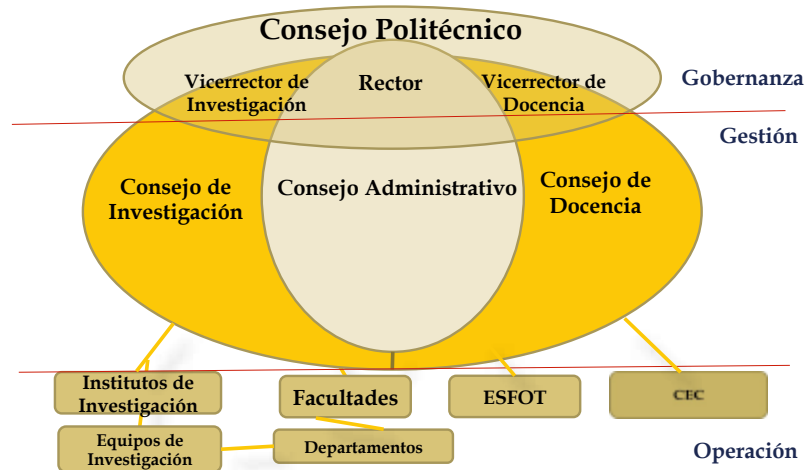 Consejo Politécnico
Vicerrector de
Investigación
Rector
Vicerrector de
Docencia
Gobernanza
Gestión
Consejo de
Investigación
Consejo Administrativo
Consejo de
Docencia
Institutos de
Investigación
Facultades
ESFOT
CEC
Equipos de
Investigación
Departamentos
Operación